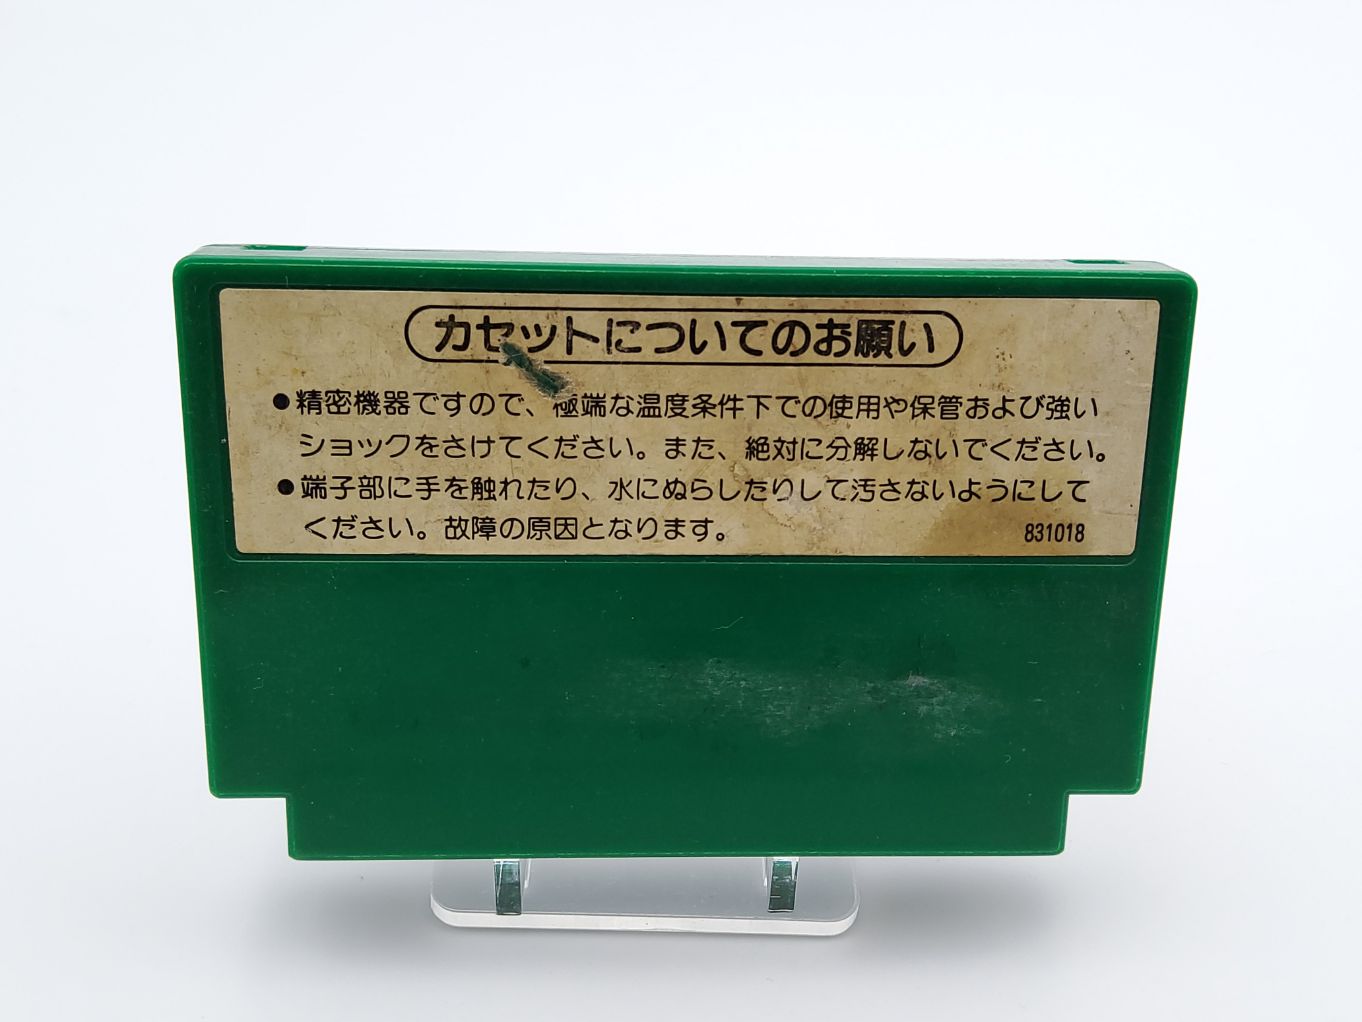 カセットについてのお願い
●精密機器ですので、極端な温度条件下での使用や保管および強い
ショックをさけてください。また、絶対に分解しないでください。
●端子部に手を触れたり、水にぬらしたりして汚さないようにして
ください。故障の原因となります。 831018